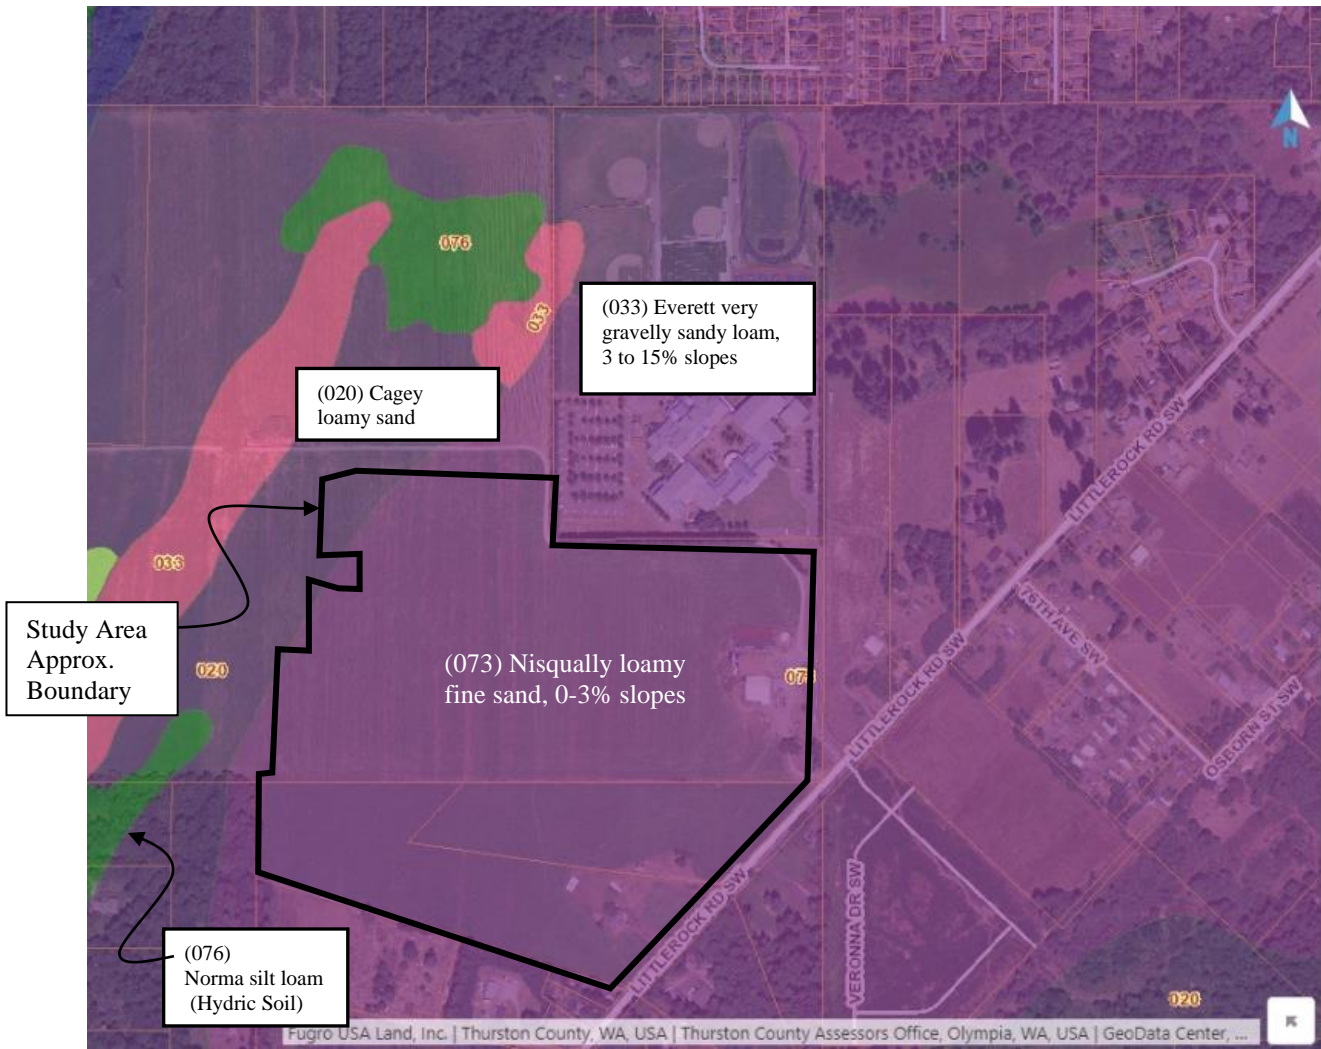 N
076
033
(033) Everett very
gravelly sandy loam,
3 to 15% slopes
(020) Cagey
loamy sand
LITTLEROCK RD SW
033
76TH AVE SW
Study Area
Approx.
Boundary
020
(073) Nisqually loamy
fine sand, 0-3% slopes
073
LITTLEROCK RD SW
OSBORN ST SW
LITTLEROCK RD SW
VERONNA DR SW
(076)
Norma silt loam
(Hydric Soil)
020
Fugro USA Land, Inc. | Thurston County, WA, USA | Thurston County Assessors Office, Olympia, WA, USA | GeoData Center, ...